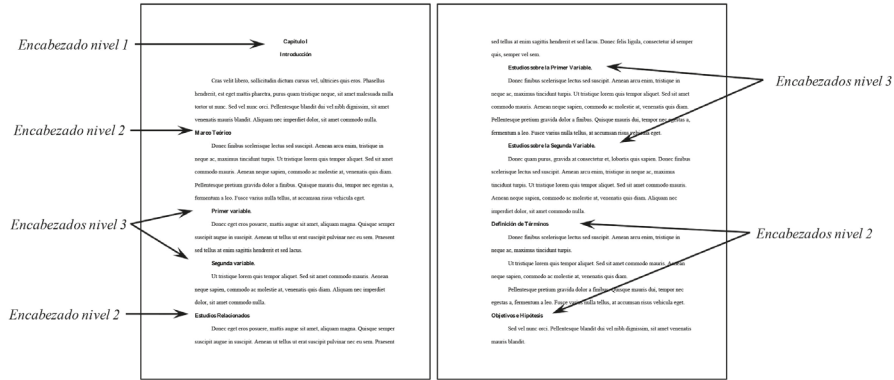 Encabezado nivel 1
Encabezado nivel 2
Encabezados nivel 3
Encabezado nivel 2
Capítulo I
Introducción
Cras velit libero, sollicitudin dictum cursus vel, ultricies quis eros. Phasellus
hendrerit, est eget mattis pharetra, purus quam tristique neque, sit amet malesuada nulla
tortor ut nunc. Sed vel nunc orci. Pellentesque blandit dui vel nibh dignissim, sit amet
venenatis mauris blandit. Aliquam nec imperdiet dolor, sit amet commodo nulla.
Marco Teórico
Donec finibus scelerisque lectus sed suscipit. Aenean arcu enim, tristique in
neque ac, maximus tincidunt turpis. Ut tristique lorem quis tempor aliquet. Sed sit amet
commodo mauris. Aenean neque sapien, commodo ac molestie at, venenatis quis diam.
Pellentesque pretium gravida dolor a finibus. Quisque mauris dui, tempor nec egestas a,
fermentum a leo. Fusce varius nulla tellus, at accumsan risus vehicula eget.
Primer variable.
Donec eget eros posuere, mattis augue sit amet, aliquam magna. Quisque semper
suscipit augue in suscipit. Aenean ut tellus ut erat suscipit pulvinar nec eu sem. Praesent
sed tellus at enim sagittis hendrerit et sed lacus.
Segunda variable.
Ut tristique lorem quis tempor aliquet. Sed sit amet commodo mauris. Aenean
neque sapien, commodo ac molestie at, venenatis quis diam. Aliquam nec imperdiet
dolor, sit amet commodo nulla.
Estudios Relacionados
Donec eget eros posuere, mattis augue sit amet, aliquam magna. Quisque semper
suscipit augue in suscipit. Aenean ut tellus ut erat suscipit pulvinar nec eu sem. Praesent
sed tellus at enim sagittis hendrerit et sed lacus. Donec felis ligula, consectetur id semper
quis, semper vel sem.
Estudios sobre la Primer Variable.
Donec finibus scelerisque lectus sed suscipit. Aenean arcu enim, tristique in
neque ac, maximus tincidunt turpis. Ut tristique lorem quis tempor aliquet. Sed sit amet
commodo mauris. Aenean neque sapien, commodo ac molestie at, venenatis quis diam.
Pellentesque pretium gravida dolor a finibus. Quisque mauris dui, tempor nec egestas a,
fermentum a leo. Fusce varius nulla tellus, at accumsan risus vehicula eget.
Estudios sobre la Segunda Variable.
Donec quam purus, gravida at consectetur et, lobortis quis sapien. Donec finibus
scelerisque lectus sed suscipit. Aenean arcu enim, tristique in neque ac, maximus
tincidunt turpis. Ut tristique lorem quis tempor aliquet. Sed sit amet commodo mauris.
Aenean neque sapien, commodo ac molestie at, venenatis quis diam. Aliquam nec
imperdiet dolor, sit amet commodo nulla.
Definición de Términos
Donec finibus scelerisque lectus sed suscipit. Aenean arcu enim, tristique in
neque ac, maximus tincidunt turpis.
Ut tristique lorem quis tempor aliquet. Sed sit amet commodo mauris. Aenean
neque sapien, commodo ac molestie at, venenatis quis diam.
Pellentesque pretium gravida dolor a finibus. Quisque mauris dui, tempor nec
egestas a, fermentum a leo. Fusce varius nulla tellus, at accumsan risus vehicula eget.
Objetivos e Hipótesis
Sed vel nunc orci. Pellentesque blandit dui vel nibh dignissim, sit amet venenatis
mauris blandit.
Encabezados nivel 3
Encabezados nivel 2